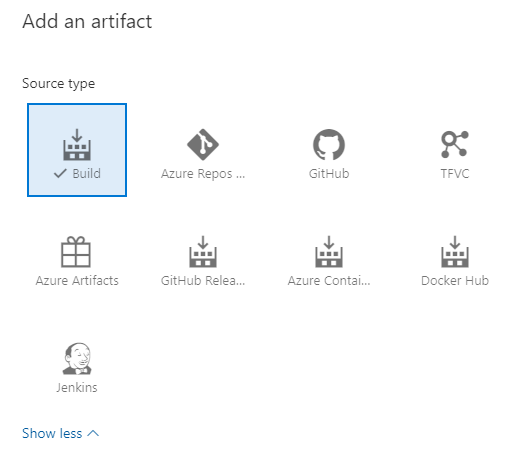 Add an artifact
Source type
Build
Azure Repos ...
GitHub
TFVC
Azure Artifacts
GitHub Relea...
Azure Contai...
Docker Hub
Jenkins
Show less